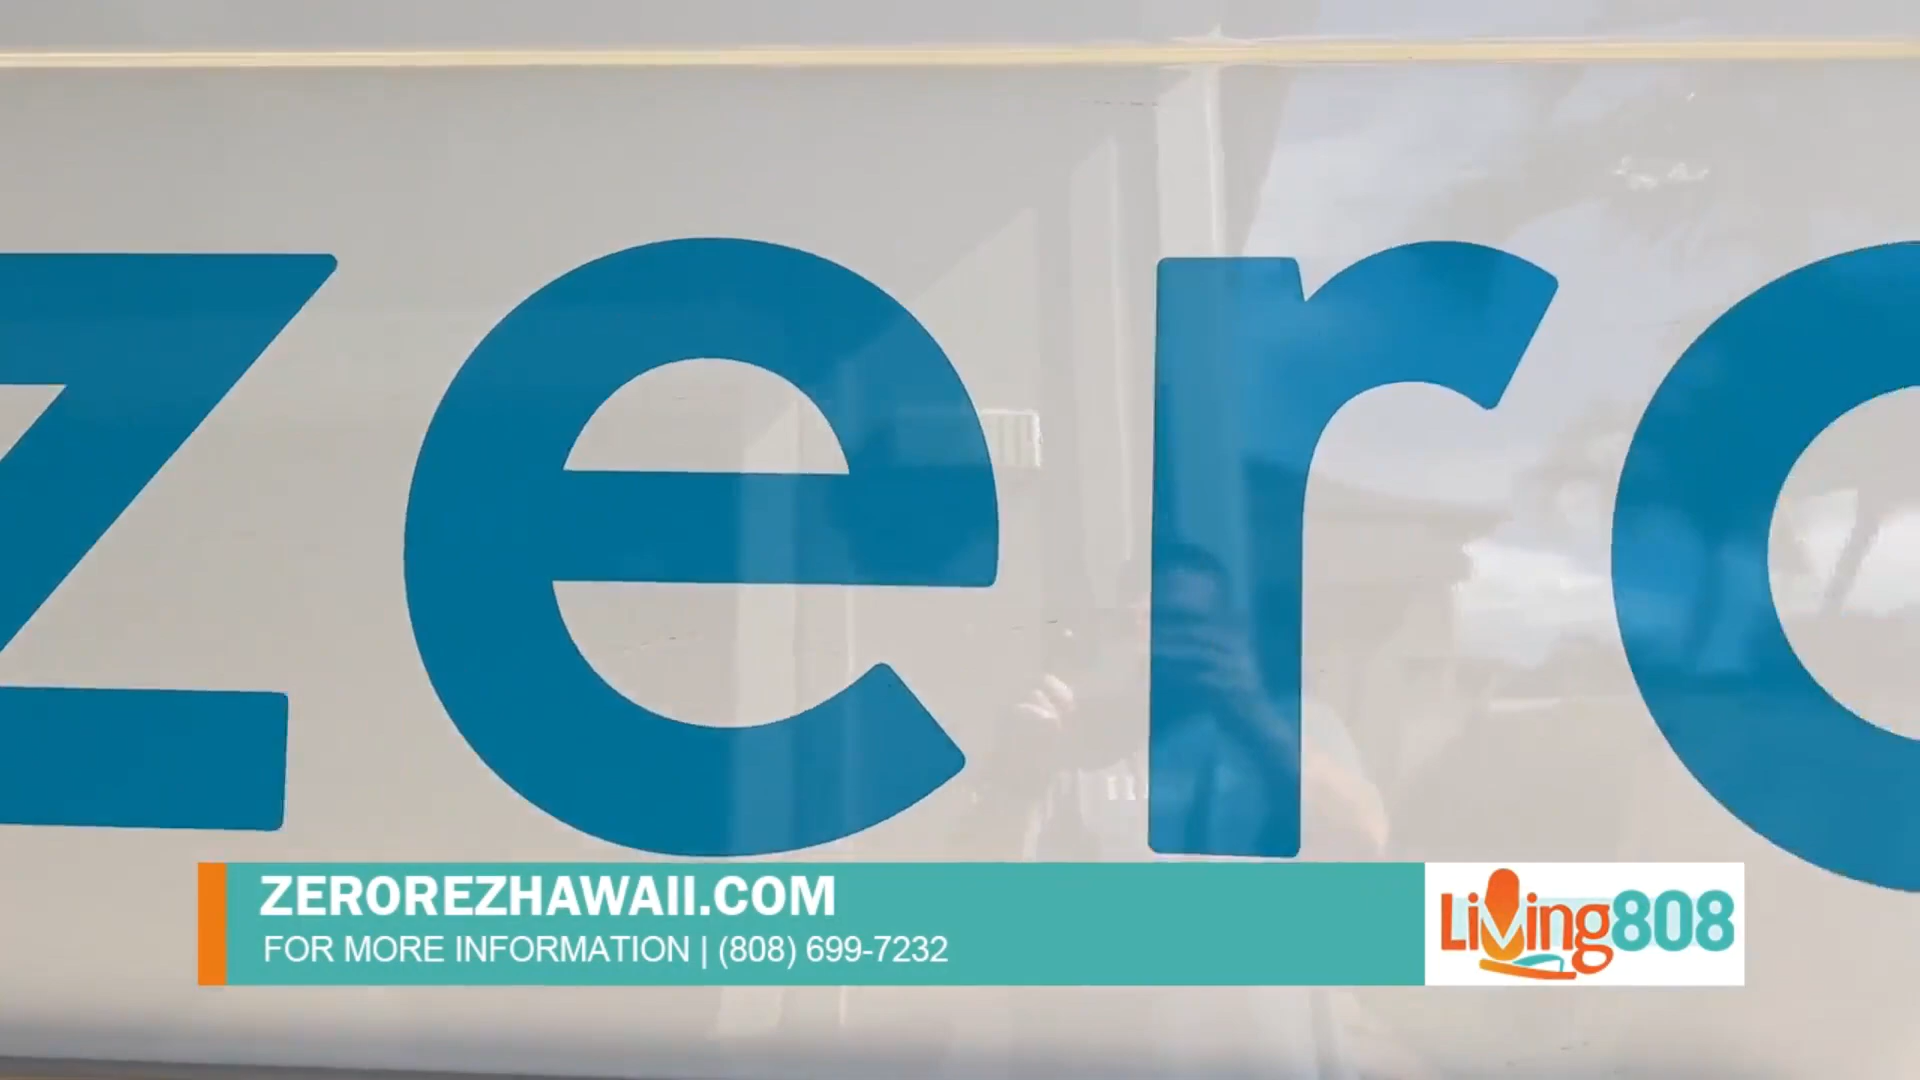 zero
ZEROREZHAWAII.COM
FOR MORE INFORMATION | (808) 699-7232
Living808